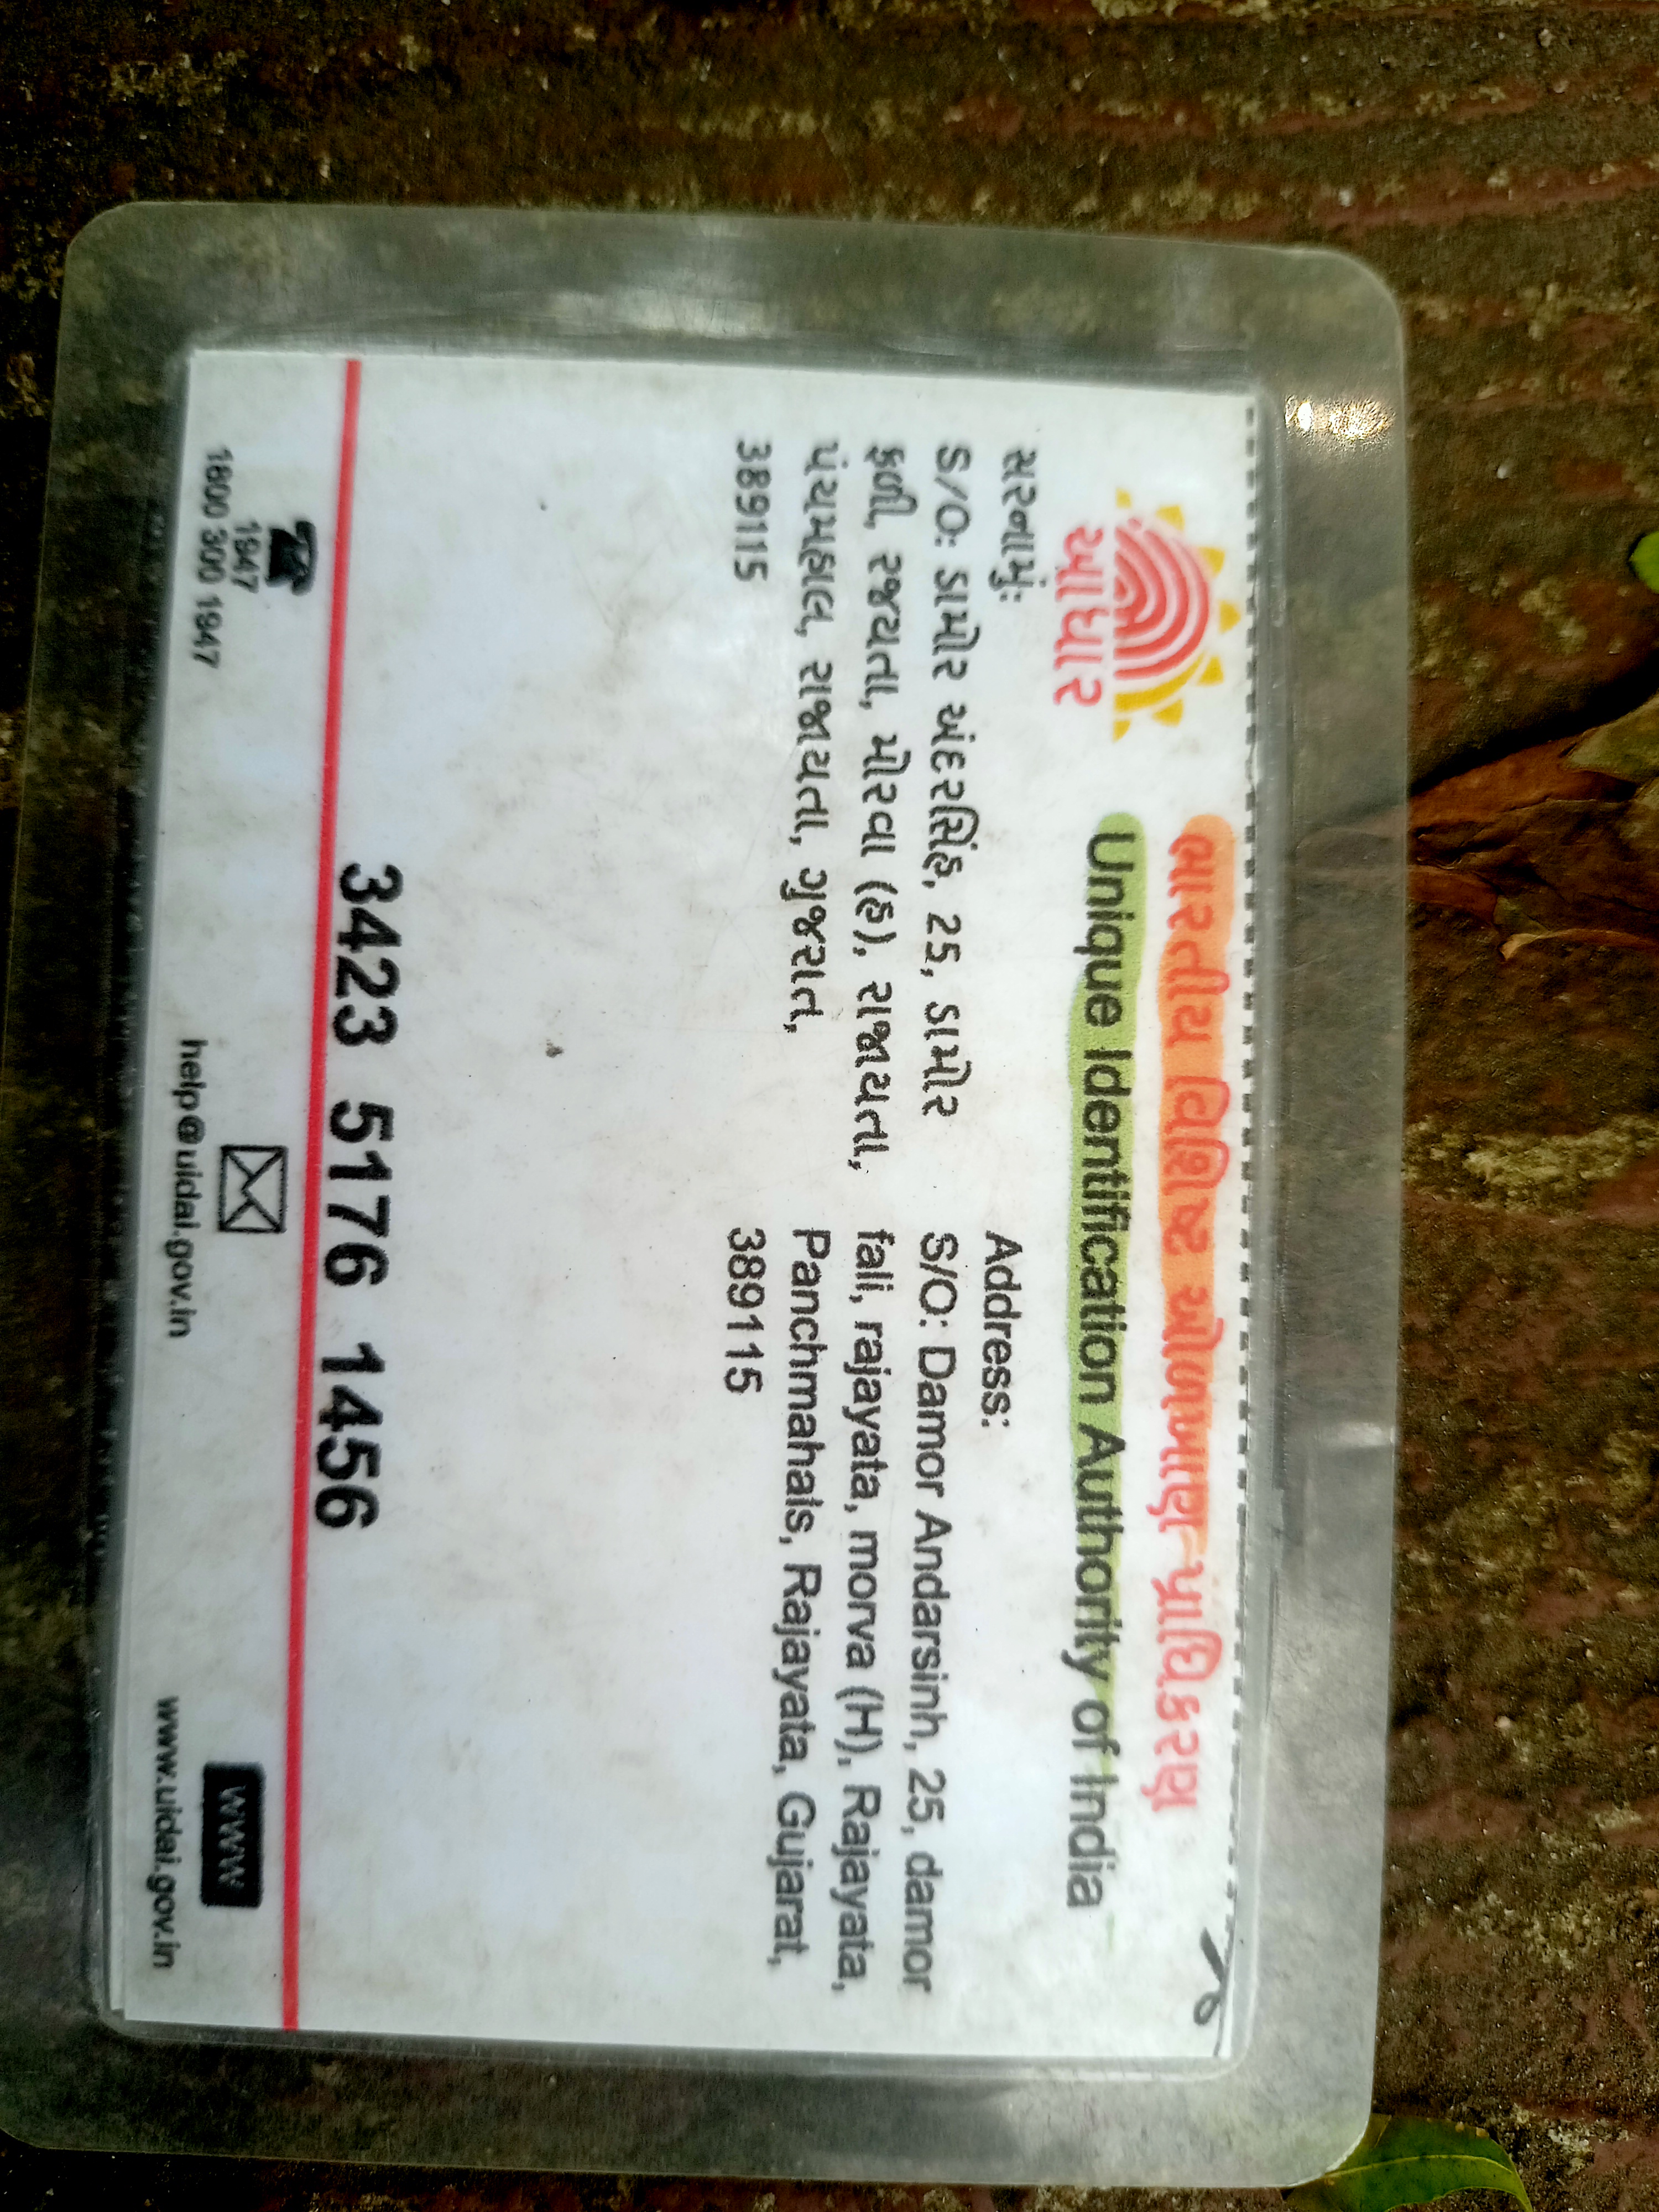 ભારતીય વિશિષ્ટ ઓળખાણ પ્રાધિકરણ
Unique Identification Authority of India
આધાર
સરનામું:
S/O: ડામોર અંદરસિંહ, 25, ડામોર
ફળી, રજયતા, મોરવા (હ), રાજાયતા,
પંચમહાલ, રાજાયતા, ગુજરાત,
389115
Address:
S/O: Damor Andarsinh, 25, damor
fali, rajayata, morva (H), Rajayata,
Panchmahals, Rajayata, Gujarat,
389115
3423 5176 1456
1947
1800 300 1947
help@uidai.gov.in
www
www.uidai.gov.in